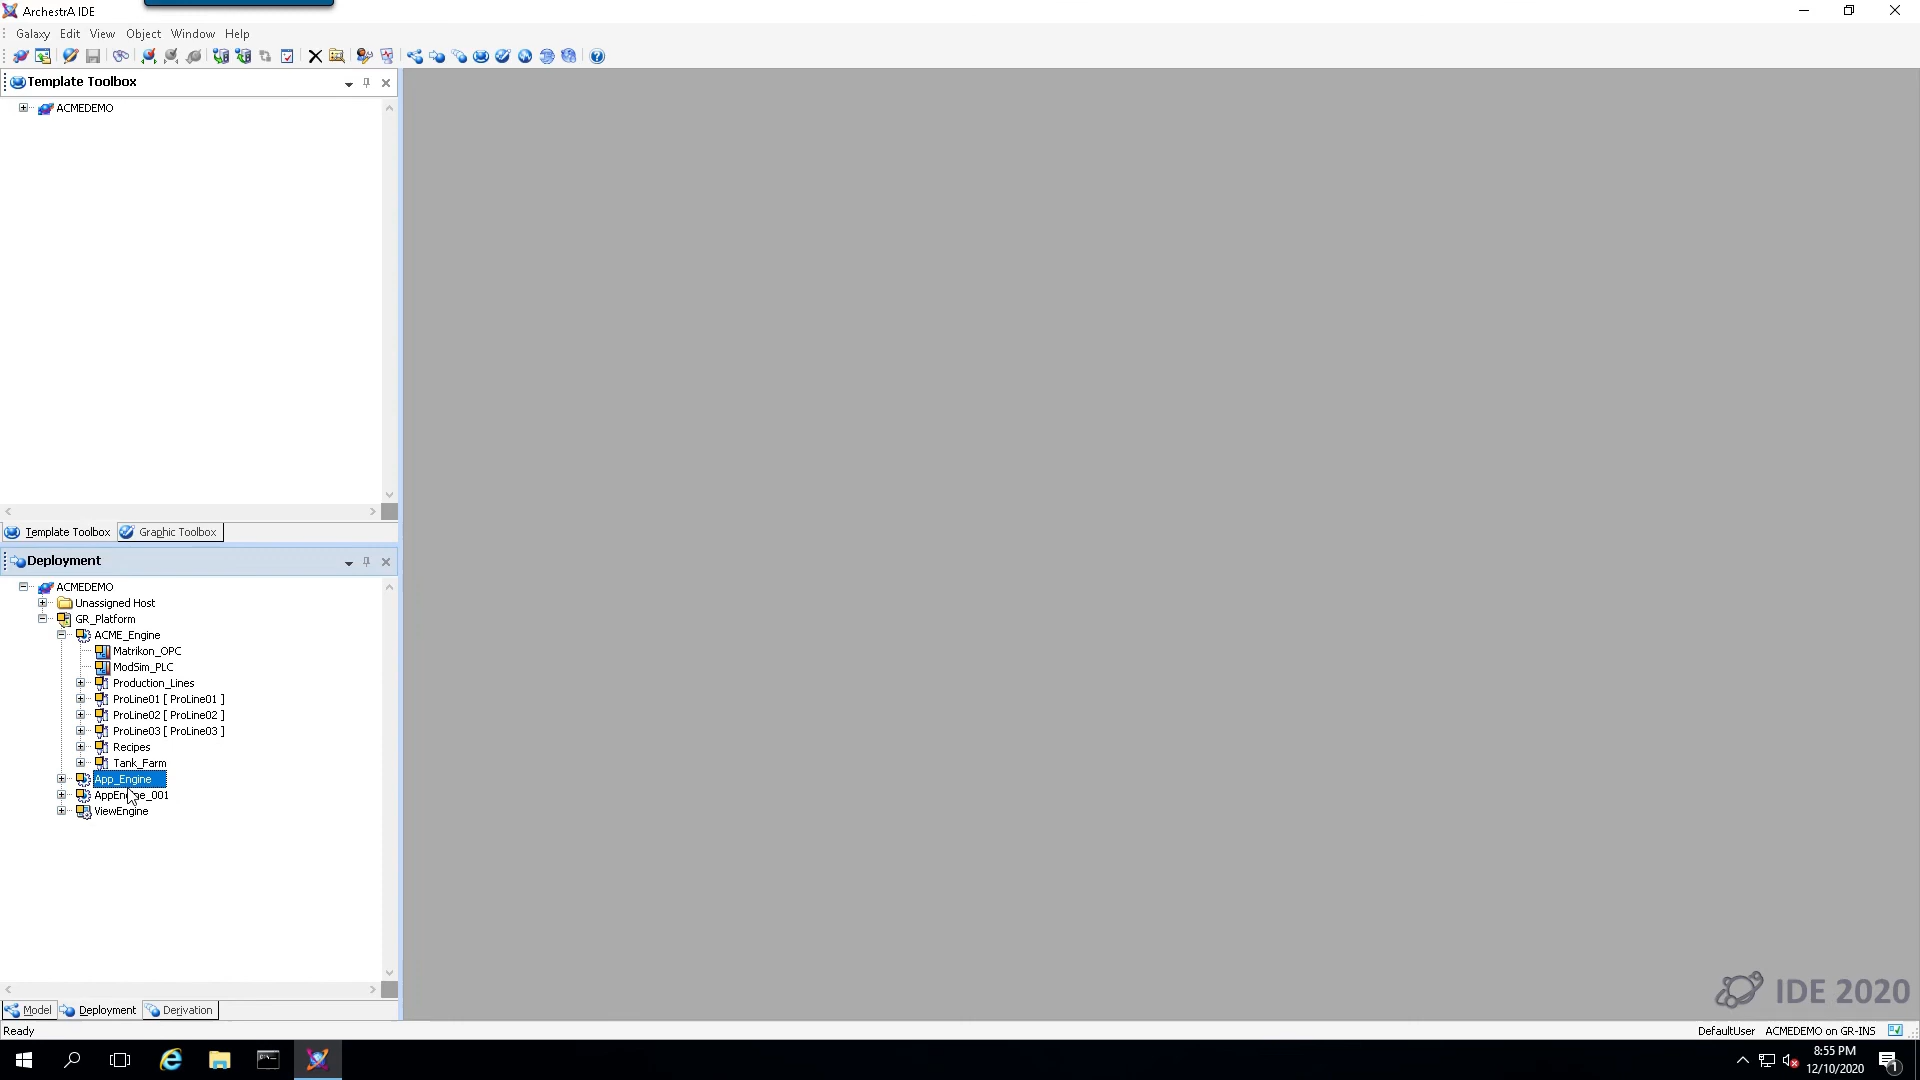 ArchestrA IDE
Galaxy Edit View Object Window Help
Template Toolbox
ACMEDEMO
Template Toolbox Graphic Toolbox
Deployment
ACMEDEMO
Unassigned Host
GR_Platform
ACME_Engine
Matrikon_OPC
ModSim_PLC
Production_Lines
ProLine01 [ ProLine01 ]
ProLine02 [ ProLine02 ]
ProLine03 [ ProLine03 ]
Recipes
Tank_Farm
App_Engine
AppEngine_001
ViewEngine
IDE 2020
Model Deployment Derivation
Ready DefaultUser ACMEDEMO on GR-INS
8:55 PM
12/10/2020
1